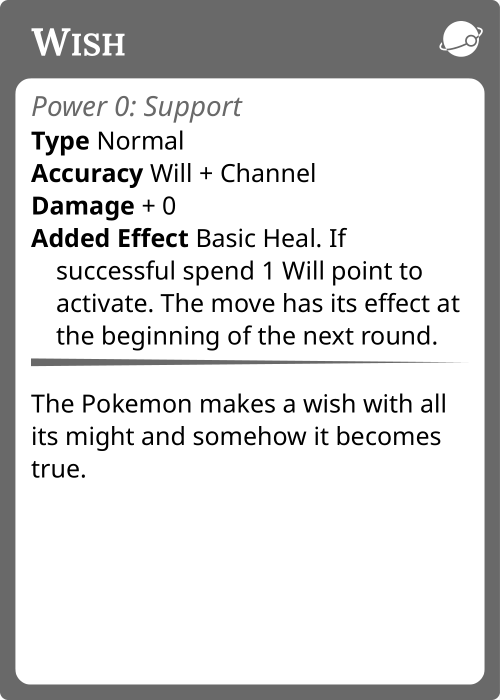 Wish
Power 0: Support
Type Normal
Accuracy Will + Channel
Damage + 0
Added Effect Basic Heal. If
successful spend 1 Will point to
activate. The move has its effect at
the beginning of the next round.
The Pokemon makes a wish with all
its might and somehow it becomes
true.